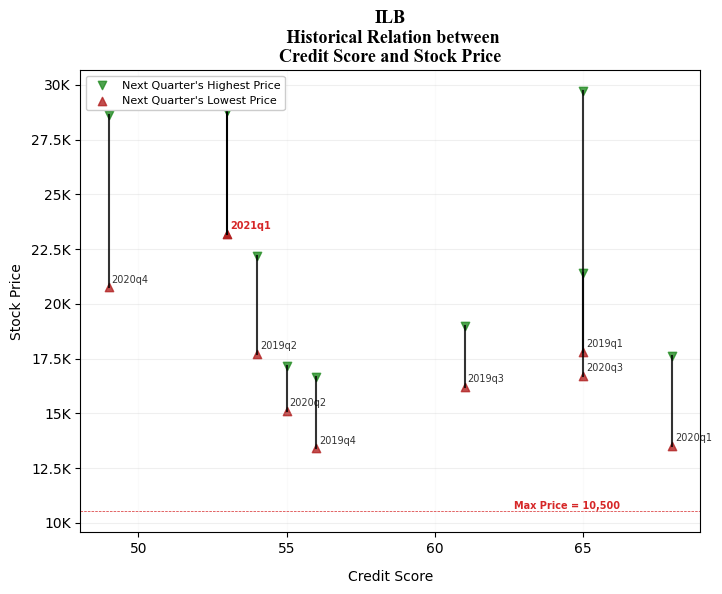 ILB
Historical Relation between
Credit Score and Stock Price
Next Quarter's Highest Price
Next Quarter's Lowest Price
30K
27.5K
25K
22.5K
20K
17.5K
15K
12.5K
10K
Stock Price
2021q1
2020q4
2019q2
2019q1
2020q3
2019q3
2020q2
2019q4
2020q1
Max Price = 10,500
50
55
60
65
Credit Score